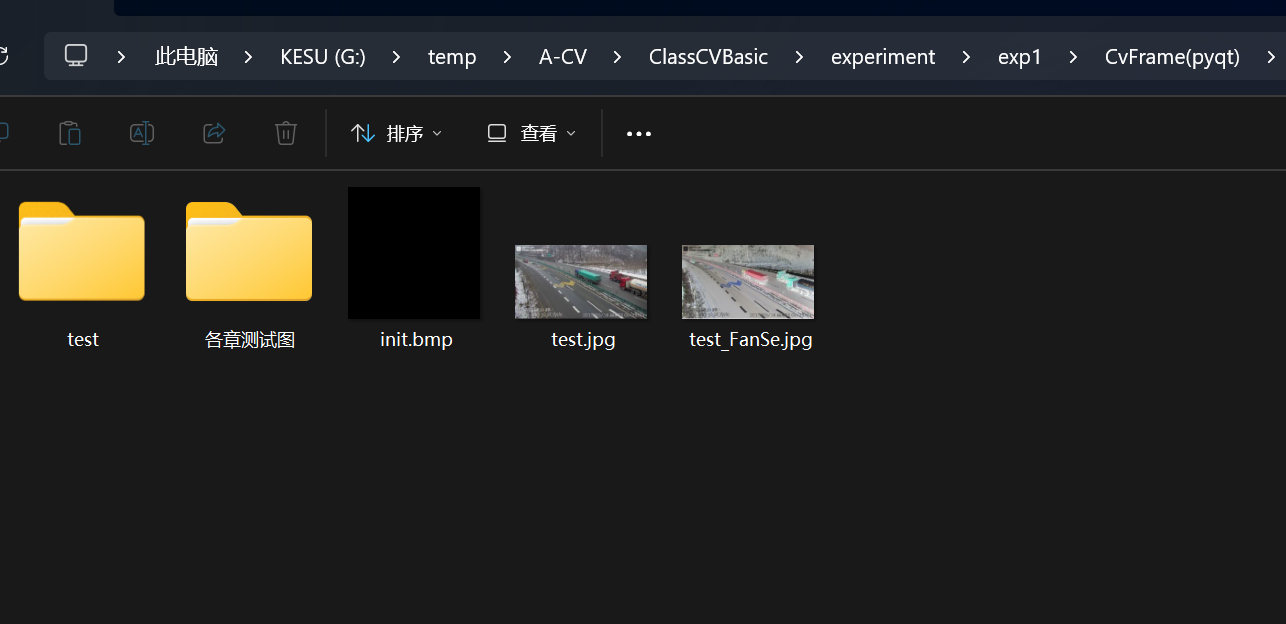 此电脑 > KESU (G:) > temp > A-CV > ClassCVBasic > experiment > exp1 > CvFrame(pyqt) >
排序 查看
test 各章测试图 init.bmp test.jpg test_FanSe.jpg